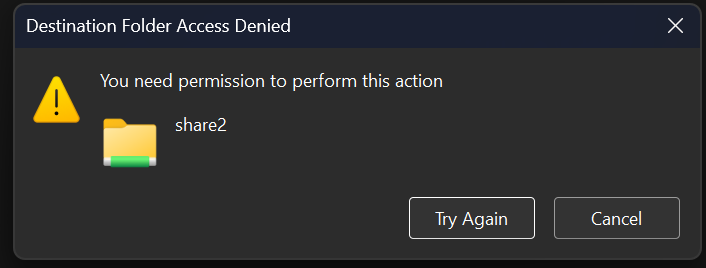 Destination Folder Access Denied
You need permission to perform this action
share2
Try Again
Cancel